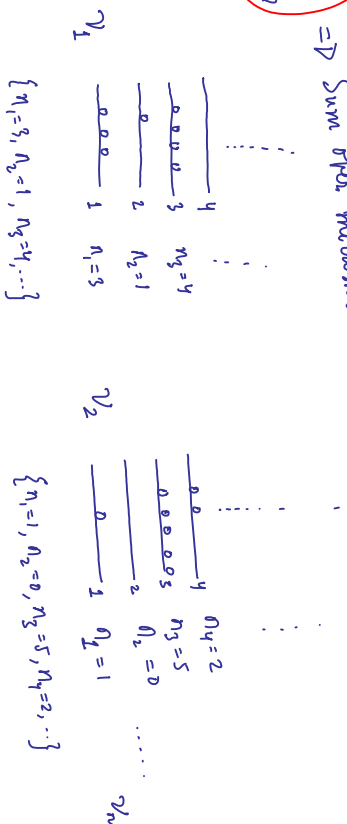 ⇒ Sum over
ν₁
4
3 n₃=4
2 n₂=1
1 n₁=3
{n₁=3, n₂=1, n₃=4, ...}
ν₂
4 n₄=2
3 n₃=5
2 n₂=0
1 n₁=1
{n₁=1, n₂=0, n₃=5, n₄=2, ...}
...... νₙ